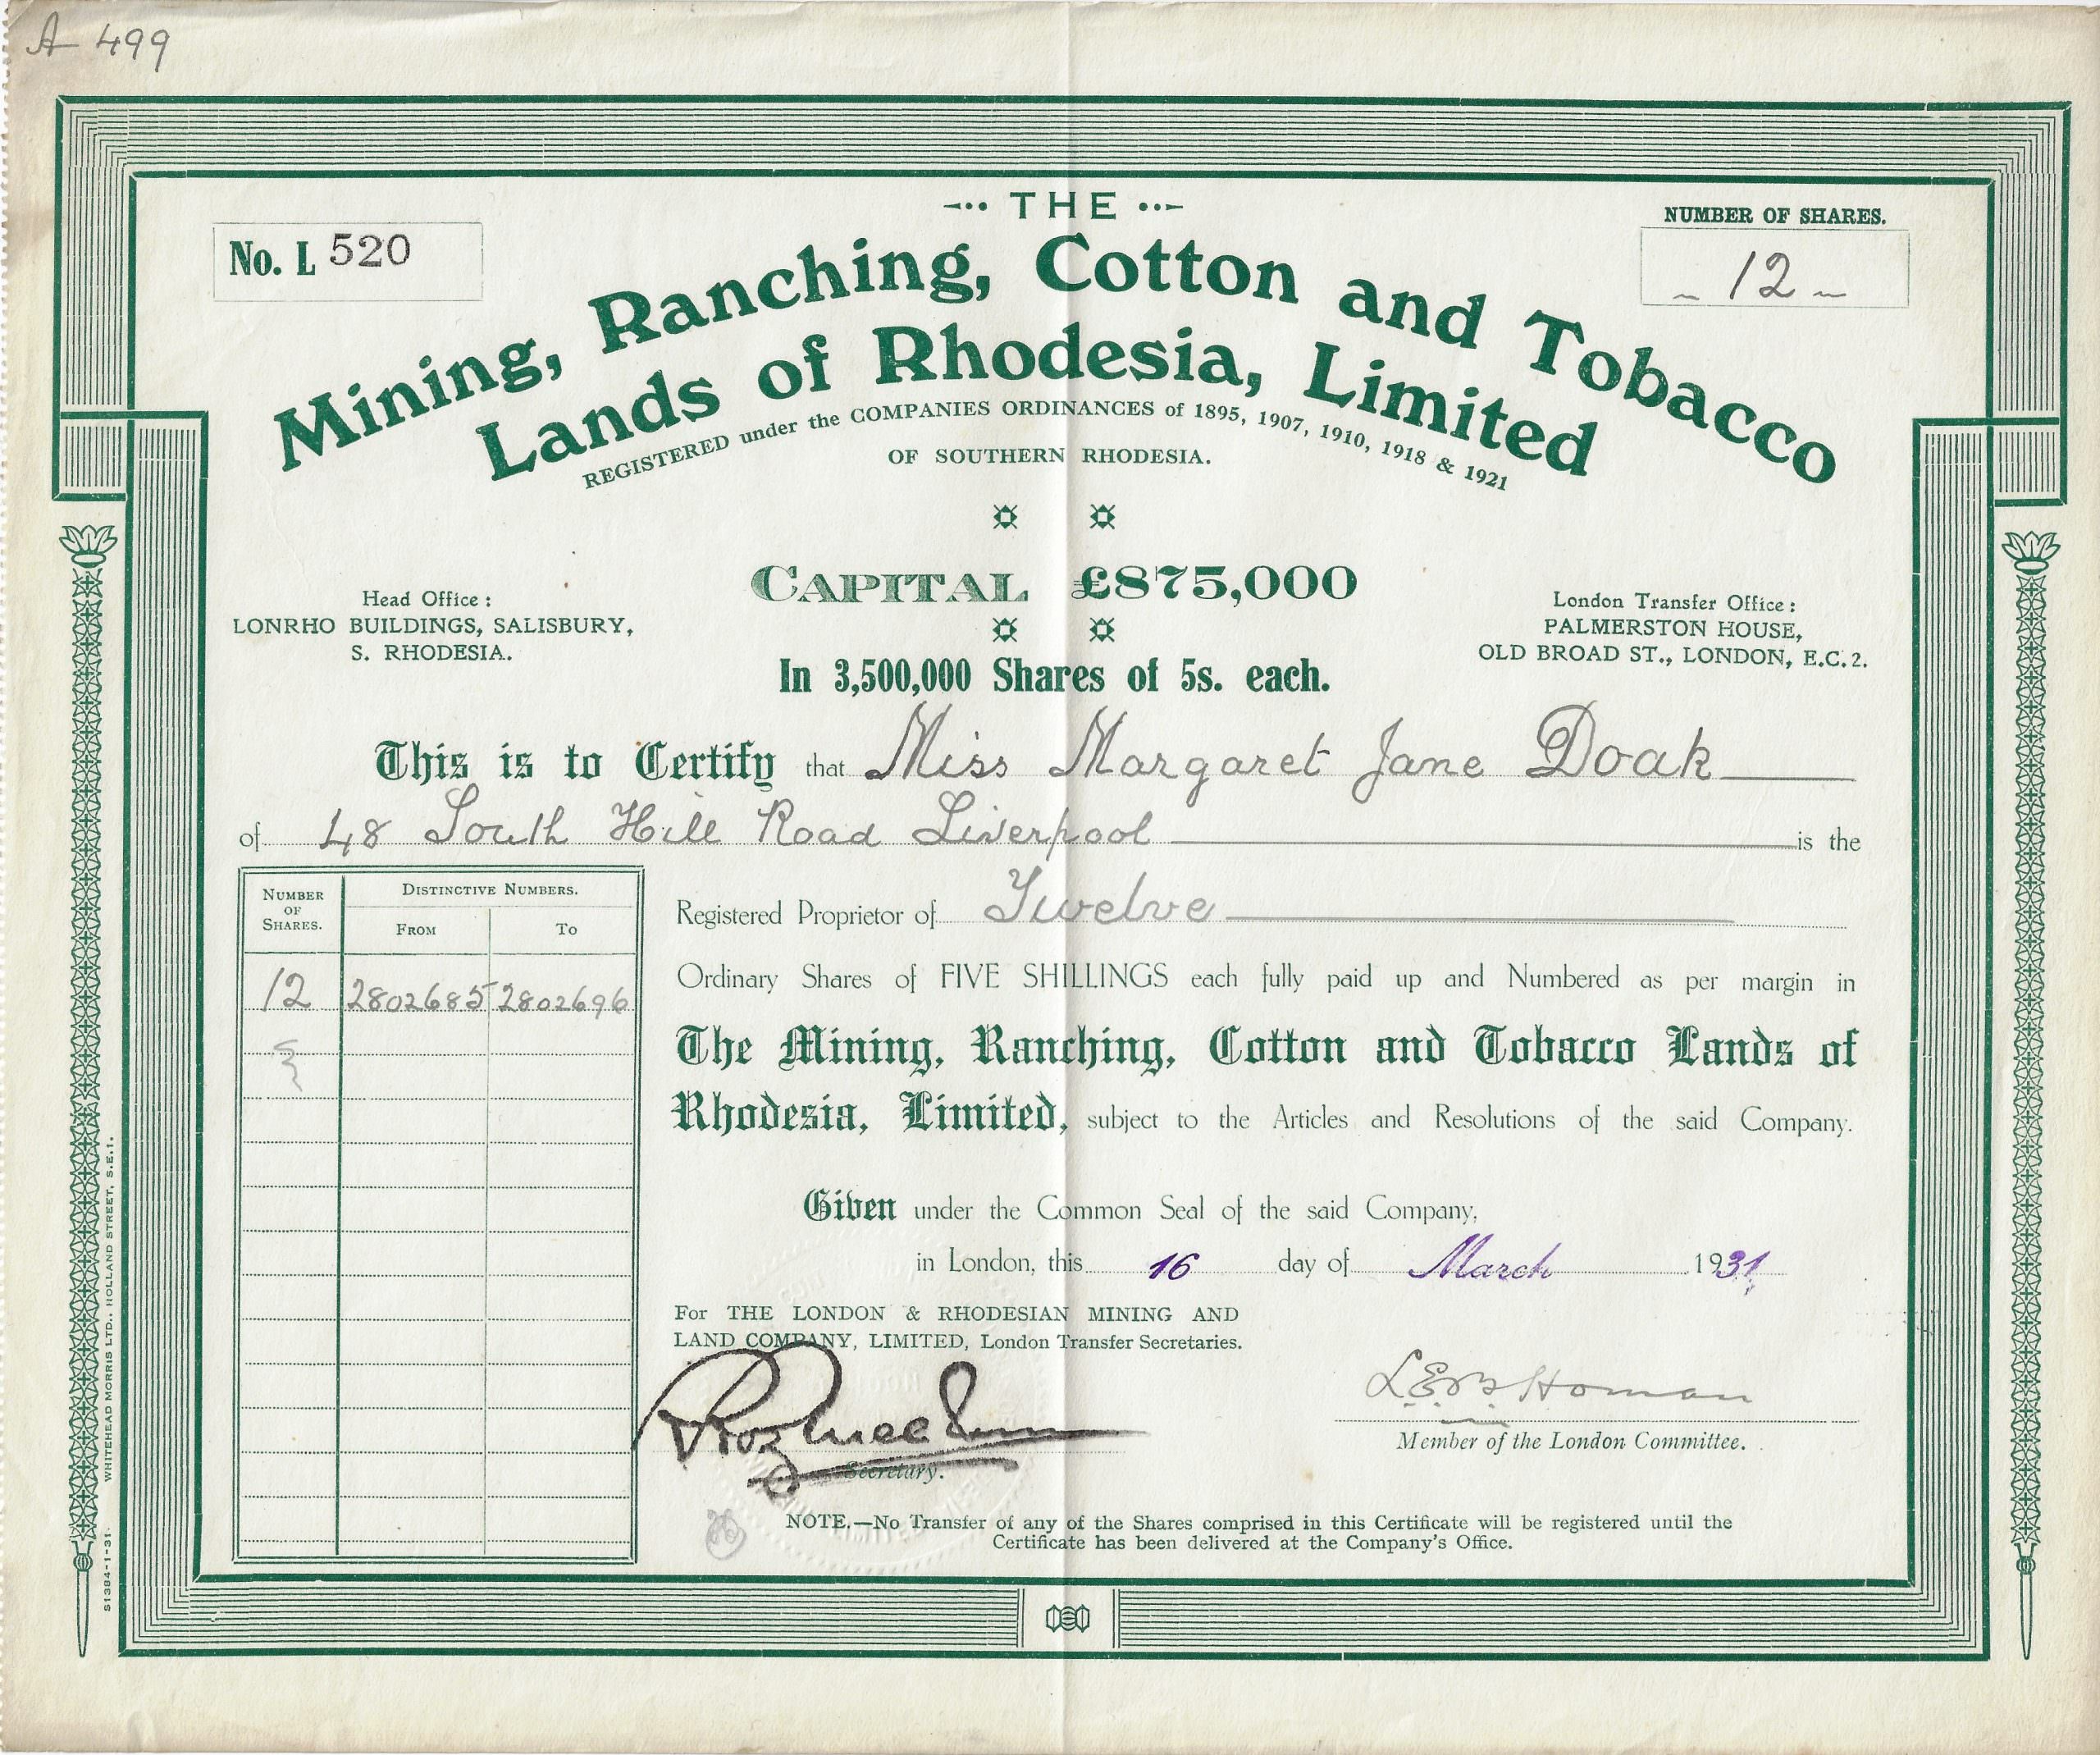 A 499
THE
No. L 520
NUMBER OF SHARES.
12
Mining, Ranching, Cotton and Tobacco
Lands of Rhodesia, Limited
REGISTERED under the COMPANIES ORDINANCES of 1895, 1907, 1910, 1918 & 1921
OF SOUTHERN RHODESIA.
CAPITAL £875,000
Head Office:
LONRHO BUILDINGS, SALISBURY,
S. RHODESIA.
London Transfer Office:
PALMERSTON HOUSE,
OLD BROAD ST., LONDON, E.C.2.
In 3,500,000 Shares of 5s. each.
This is to Certify that Miss Margaret Jane Doak
of 48 South Hill Road Liverpool is the
NUMBER OF SHARES.
DISTINCTIVE NUMBERS.
FROM TO
12 2802685 2802696
Registered Proprietor of Twelve
Ordinary Shares of FIVE SHILLINGS each fully paid up and Numbered as per margin in
The Mining, Ranching, Cotton and Tobacco Lands of
Rhodesia, Limited, subject to the Articles and Resolutions of the said Company.
Given under the Common Seal of the said Company,
in London, this 16 day of March 1931
For THE LONDON & RHODESIAN MINING AND
LAND COMPANY, LIMITED, London Transfer Secretaries.
Secretary.
Homan
Member of the London Committee.
NOTE.—No Transfer of any of the Shares comprised in this Certificate will be registered until the
Certificate has been delivered at the Company's Office.
WHITEHEAD MORRIS LTD., HOLLAND STREET, S.E.1.
S1384-1-31.